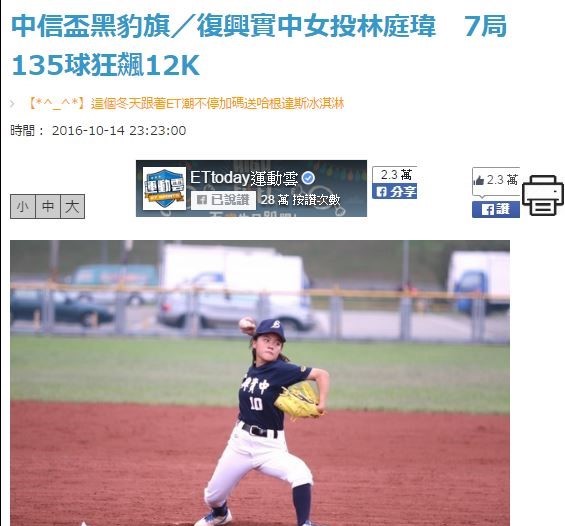 中信盃黑豹旗／復興實中女投林庭瑋　7局
135球狂飆12K
【*^_^*】這個冬天跟著ET潮不停加碼送哈根達斯冰淇淋
時間： 2016-10-14 23:23:00
小 中 大
運動雲
ETtoday運動雲
已說讚 28 萬 按讚次數
2.3 萬
分享
2.3 萬
讚
B
興實中
10